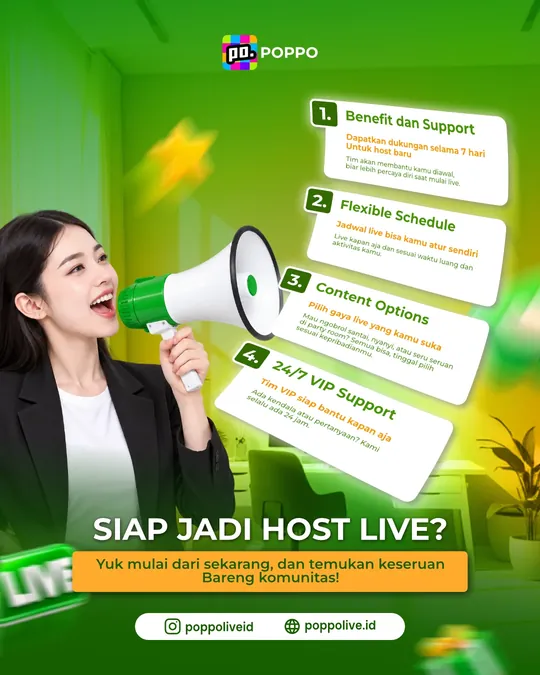 po. POPPO
1. Benefit dan Support
Dapatkan dukungan selama 7 hari
Untuk host baru
Tim akan membantu kamu diawal,
biar lebih percaya diri saat mulai live.
2. Flexible Schedule
Jadwal live bisa kamu atur sendiri
Live kapan aja dan sesuai waktu luang dan
aktivitas kamu.
3. Content Options
Pilih gaya live yang kamu suka
Mau ngobrol santai, nyanyi, atau seru seruan
di party room? Semua bisa, tinggal pilih
sesuai kepribadianmu.
4. 24/7 VIP Support
Tim VIP siap bantu kapan aja
Ada kendala atau pertanyaan? Kami
selalu ada 24 jam.
SIAP JADI HOST LIVE?
Yuk mulai dari sekarang, dan temukan keseruan
Bareng komunitas!
LIVE
poppoliveid
poppolive.id